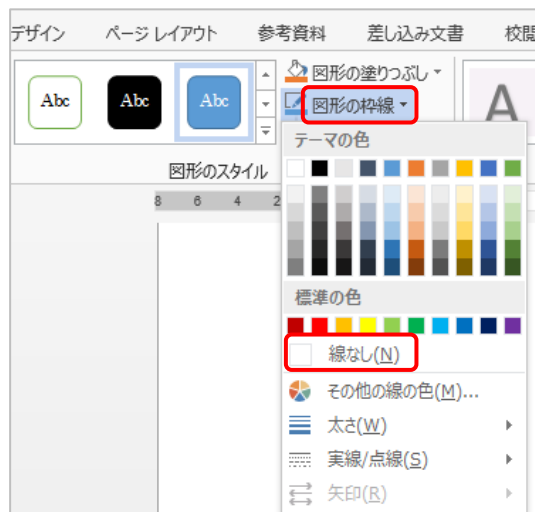 デザイン ページ レイアウト 参考資料 差し込み文書 校閲
Abc Abc Abc 図形の塗りつぶし A
図形の枠線
テーマの色
図形のスタイル
8 6 4 2
標準の色
線なし(N)
その他の線の色(M)...
太さ(W)
実線/点線(S)
矢印(R)